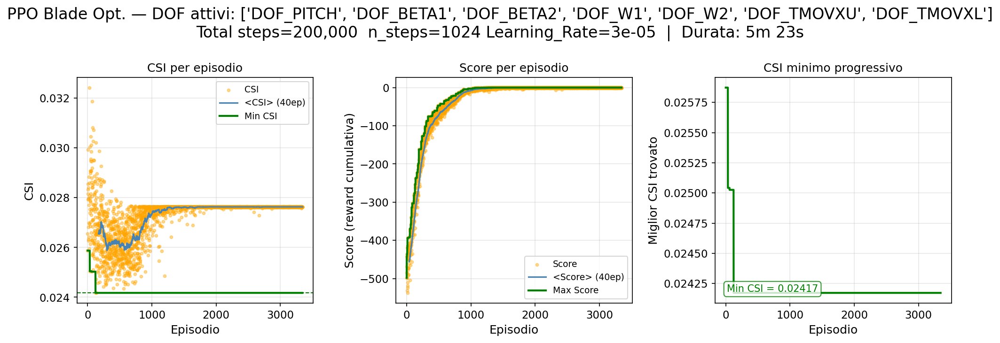 PPO Blade Opt. — DOF attivi: ['DOF_PITCH', 'DOF_BETA1', 'DOF_BETA2', 'DOF_W1', 'DOF_W2', 'DOF_TMOVXU', 'DOF_TMOVXL']
Total steps=200,000  n_steps=1024 Learning_Rate=3e-05  |  Durata: 5m 23s
CSI per episodio
CSI
0.032
0.030
0.028
0.026
0.024
CSI
<CSI> (40ep)
Min CSI
0
1000
2000
3000
Episodio
Score per episodio
Score (reward cumulativa)
0
−100
−200
−300
−400
−500
Score
<Score> (40ep)
Max Score
0
1000
2000
3000
Episodio
CSI minimo progressivo
Miglior CSI trovato
0.02575
0.02550
0.02525
0.02500
0.02475
0.02450
0.02425
Min CSI = 0.02417
0
1000
2000
3000
Episodio